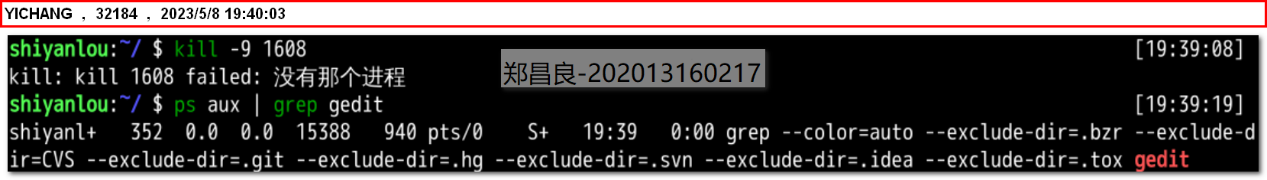 YICHANG , 32184 , 2023/5/8 19:40:03
shiyanlou:~/ $ kill -9 1608 [19:39:08]
kill: kill 1608 failed: 没有那个进程
郑昌良-202013160217
shiyanlou:~/ $ ps aux | grep gedit [19:39:19]
shiyanl+ 352 0.0 0.0 15388 940 pts/0 S+ 19:39 0:00 grep --color=auto --exclude-dir=.bzr --exclude-d
ir=CVS --exclude-dir=.git --exclude-dir=.hg --exclude-dir=.svn --exclude-dir=.idea --exclude-dir=.tox gedit